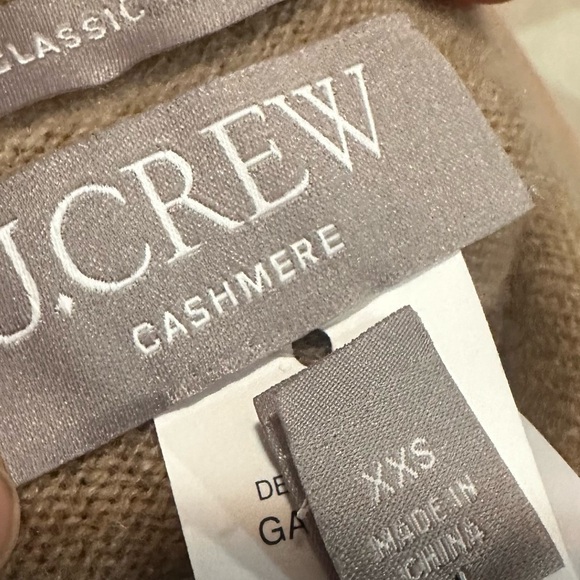 CLASSIC
J.CREW
CASHMERE
XXS
MADE IN
CHINA
DE
GA